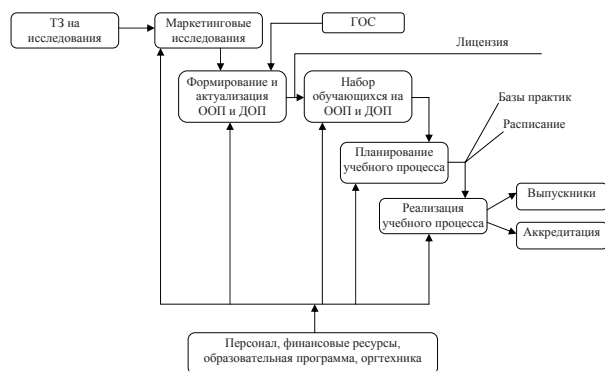 ТЗ на
исследования
Маркетинговые
исследования
ГОС
Лицензия
Формирование и
актуализация
ООП и ДОП
Набор
обучающихся на
ООП и ДОП
Базы практик
Расписание
Планирование
учебного процесса
Реализация
учебного процесса
Выпускники
Аккредитация
Персонал, финансовые ресурсы,
образовательная программа, оргтехника